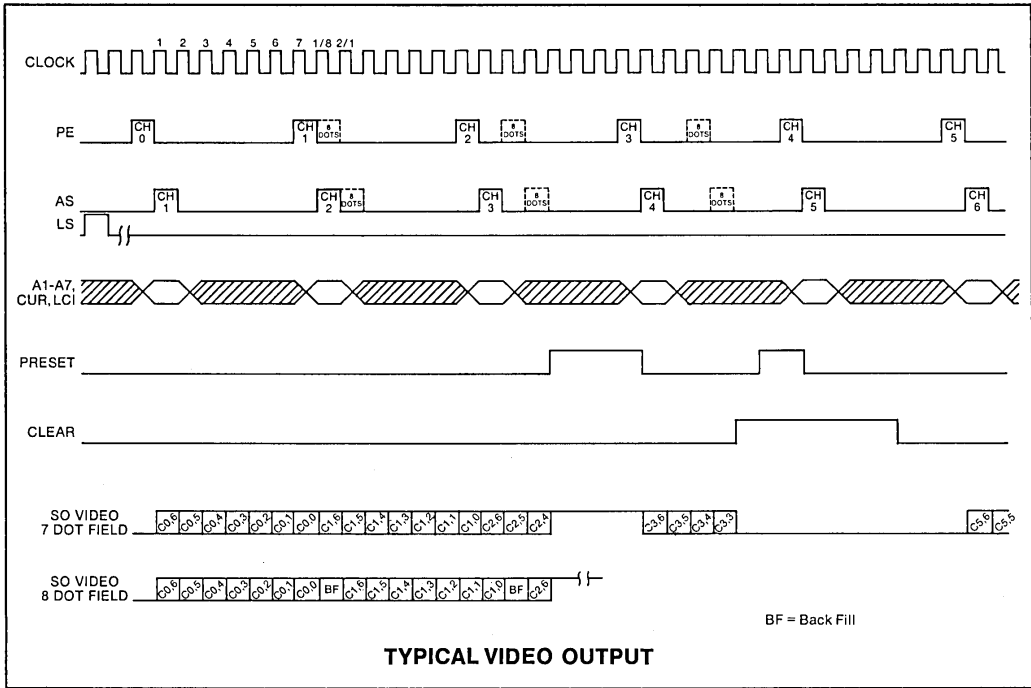 1 2 3 4 5 6 7 1/8 2/1
CLOCK
PE CH 0 CH 1 8 DOTS CH 2 8 DOTS CH 3 8 DOTS CH 4 CH 5
AS CH 1 CH 2 8 DOTS CH 3 8 DOTS CH 4 8 DOTS CH 5 CH 6
LS
A1-A7,
CUR, LCI
PRESET
CLEAR
SO VIDEO
7 DOT FIELD C0,6 C0,5 C0,4 C0,3 C0,2 C0,1 C0,0 C1,6 C1,5 C1,4 C1,3 C1,2 C1,1 C1,0 C2,6 C2,5 C2,4 C3,6 C3,5 C3,4 C3,3 C5,6 C5,5
SO VIDEO
8 DOT FIELD C0,6 C0,5 C0,4 C0,3 C0,2 C0,1 C0,0 BF C1,6 C1,5 C1,4 C1,3 C1,2 C1,1 C1,0 BF C2,6
BF = Back Fill
TYPICAL VIDEO OUTPUT